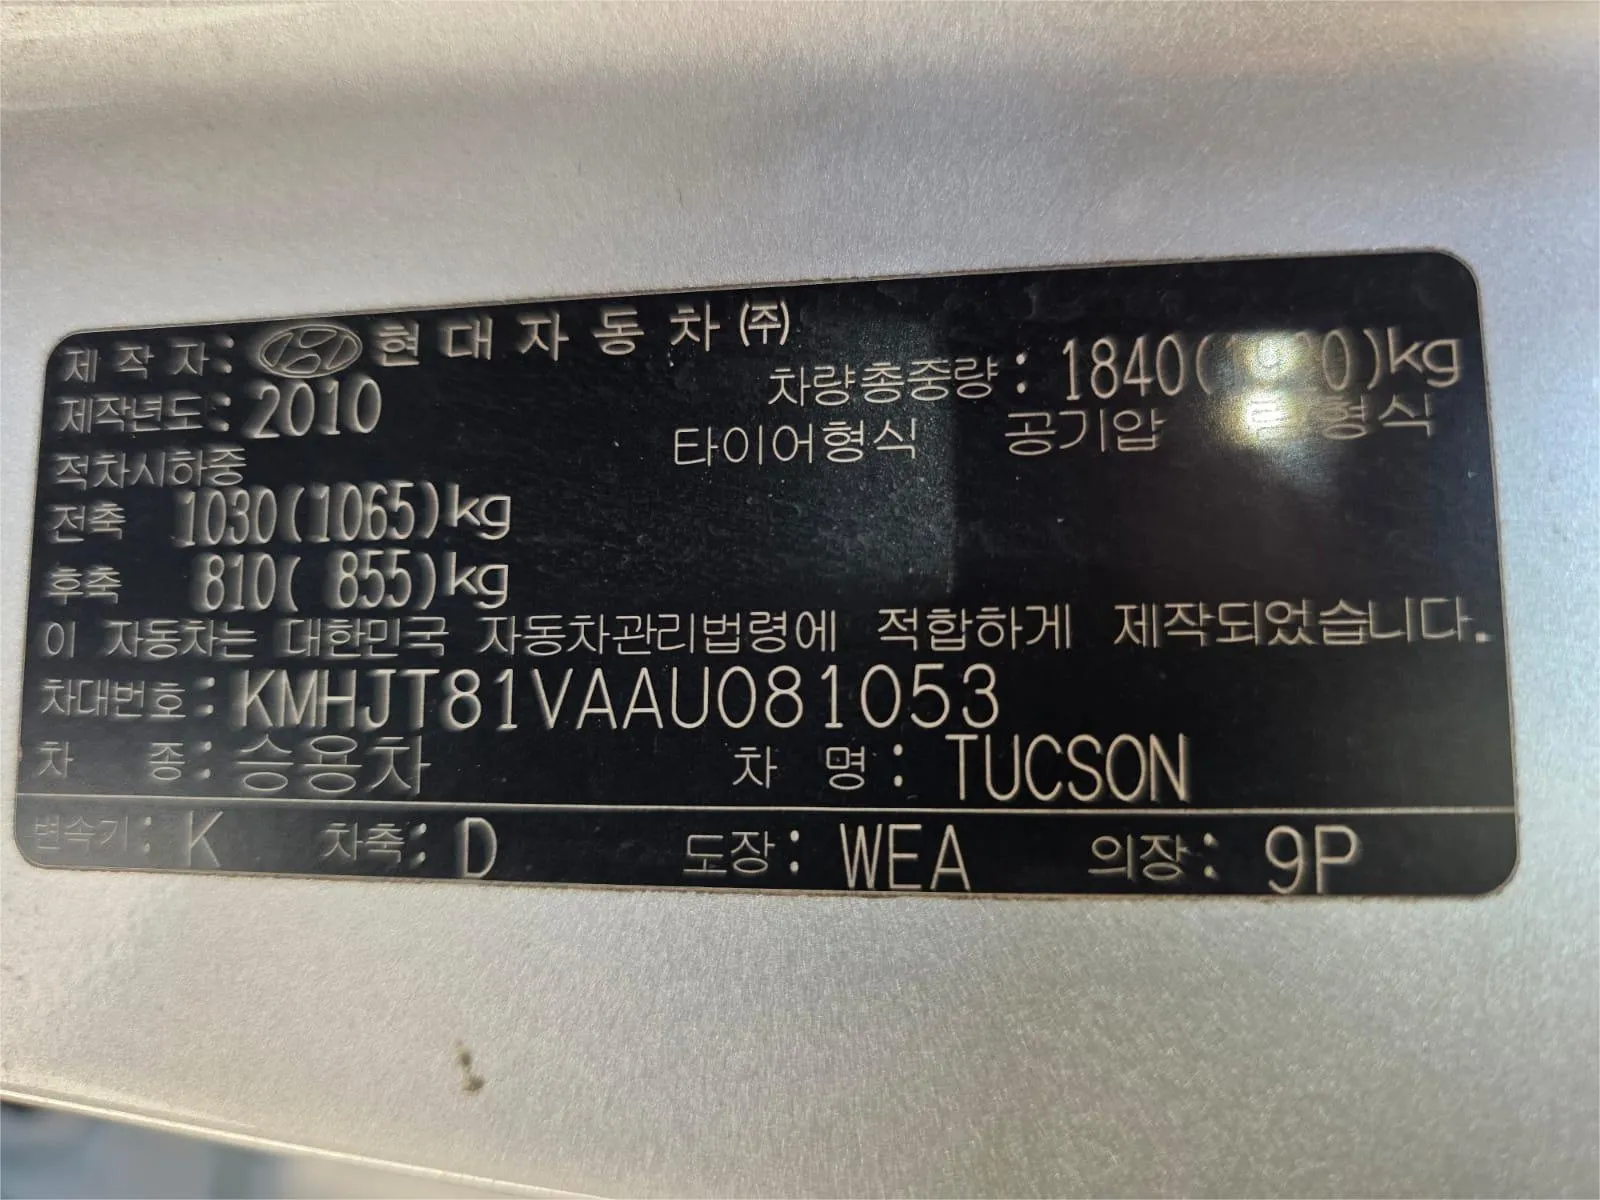 제 작 자 : 현 대 자 동 차 ㈜
제작년도 : 2010
차량총중량 : 1840( 0)kg
적차시하중
타이어형식 공기압 형식
전축 1030(1065)kg
후축 810( 855)kg
이 자동차는 대한민국 자동차관리법령에 적합하게 제작되었습니다.
차대번호 : KMHJT81VAAU081053
차 종 : 승용차 차 명 : TUCSON
변속기 : K 차축 : D 도장 : WEA 의장 : 9P